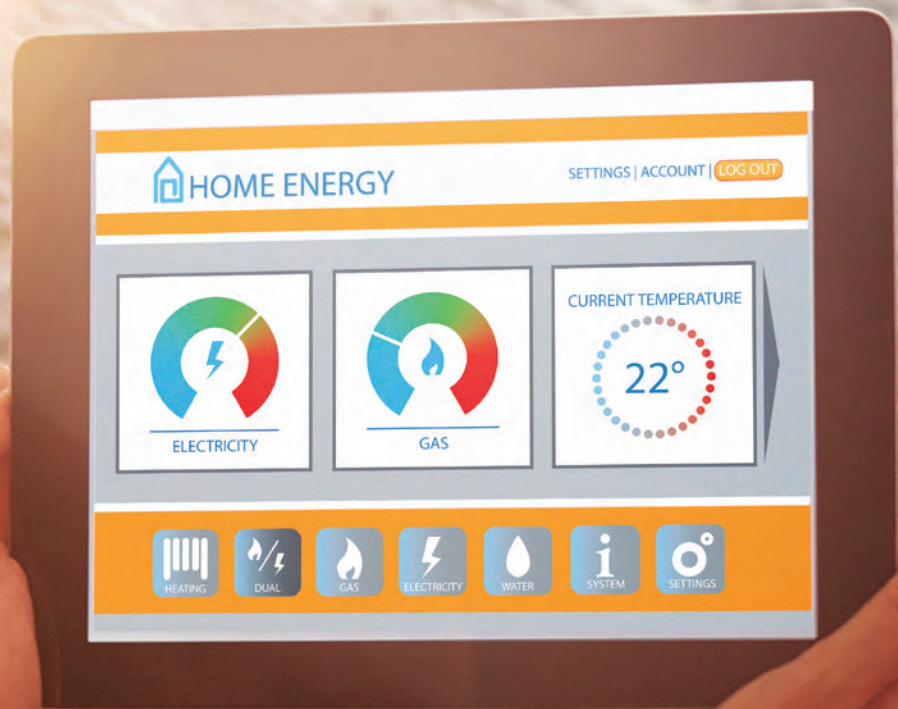 HOME ENERGY
SETTINGS | ACCOUNT | LOG OUT
ELECTRICITY
GAS
CURRENT TEMPERATURE
22°
HEATING
DUAL
GAS
ELECTRICITY
WATER
SYSTEM
SETTINGS